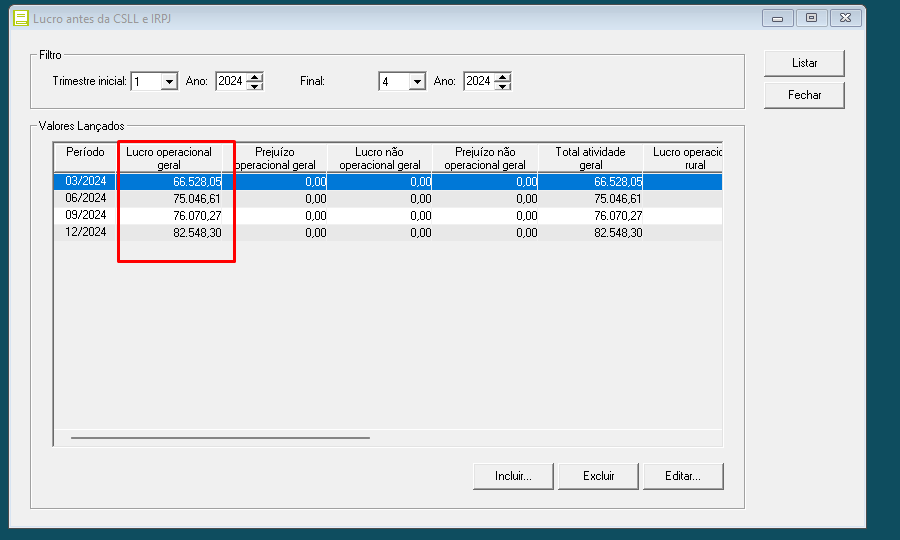 Lucro antes da CSLL e IRPJ
Filtro
Trimestre inicial: 1 Ano: 2024 Final: 4 Ano: 2024
Listar
Fechar
Valores Lançados
Período Lucro operacional geral Prejuízo operacional geral Lucro não operacional geral Prejuízo não operacional geral Total atividade geral Lucro operacio rural
03/2024 66.528,05 0,00 0,00 0,00 66.528,05
06/2024 75.046,61 0,00 0,00 0,00 75.046,61
09/2024 76.070,27 0,00 0,00 0,00 76.070,27
12/2024 82.548,30 0,00 0,00 0,00 82.548,30
Incluir... Excluir Editar...